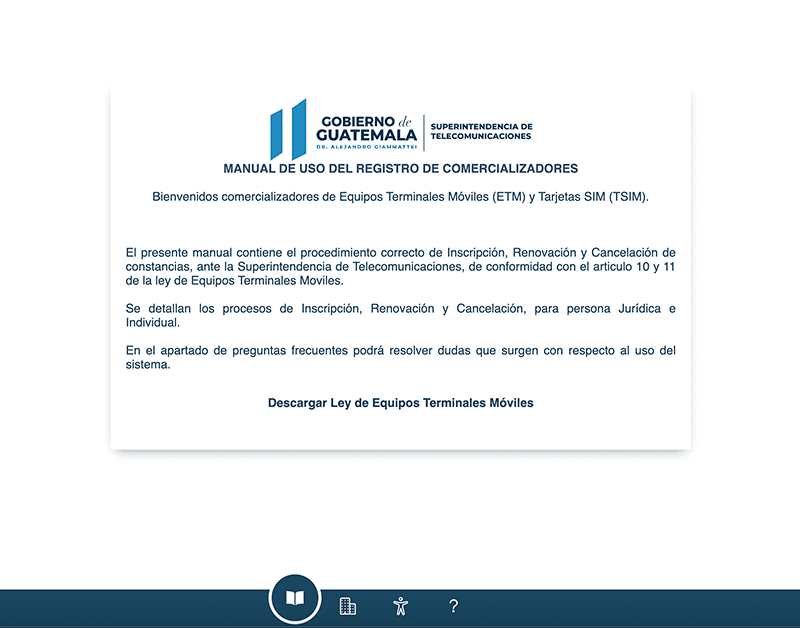 GOBIERNO de
GUATEMALA
DR. ALEJANDRO GIAMMATTEI
SUPERINTENDENCIA DE
TELECOMUNICACIONES
MANUAL DE USO DEL REGISTRO DE COMERCIALIZADORES
Bienvenidos comercializadores de Equipos Terminales Móviles (ETM) y Tarjetas SIM (TSIM).
El presente manual contiene el procedimiento correcto de Inscripción, Renovación y Cancelación de
constancias, ante la Superintendencia de Telecomunicaciones, de conformidad con el articulo 10 y 11
de la ley de Equipos Terminales Moviles.
Se detallan los procesos de Inscripción, Renovación y Cancelación, para persona Jurídica e
Individual.
En el apartado de preguntas frecuentes podrá resolver dudas que surgen con respecto al uso del
sistema.
Descargar Ley de Equipos Terminales Móviles
?